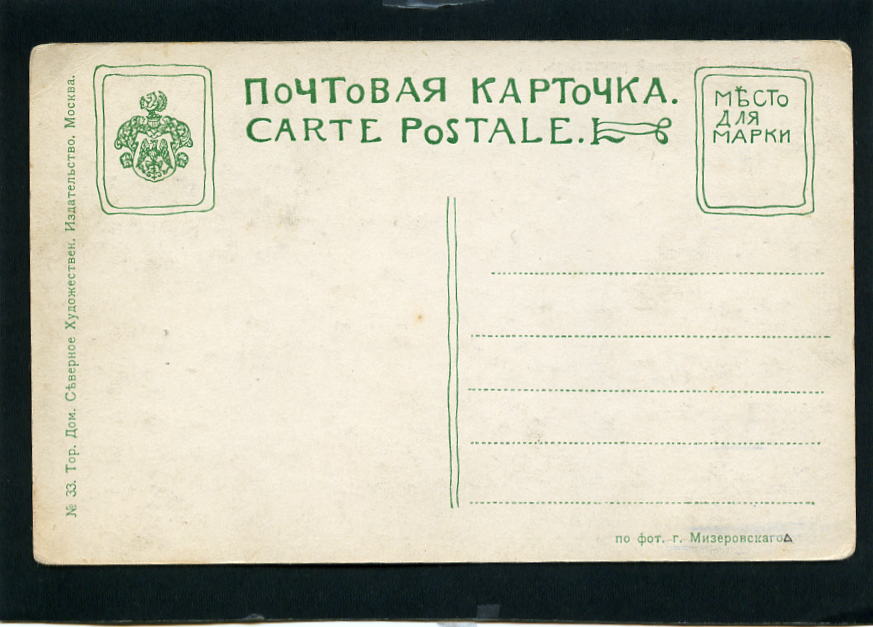 ПОЧТОВАЯ КАРТОЧКА.
CARTE POSTALE.
МѢСТО
ДЛЯ
МАРКИ
№ 33. Тор. Дом. Сѣверное Художествен. Издательство. Москва.
по фот. г. Мизеровскаго